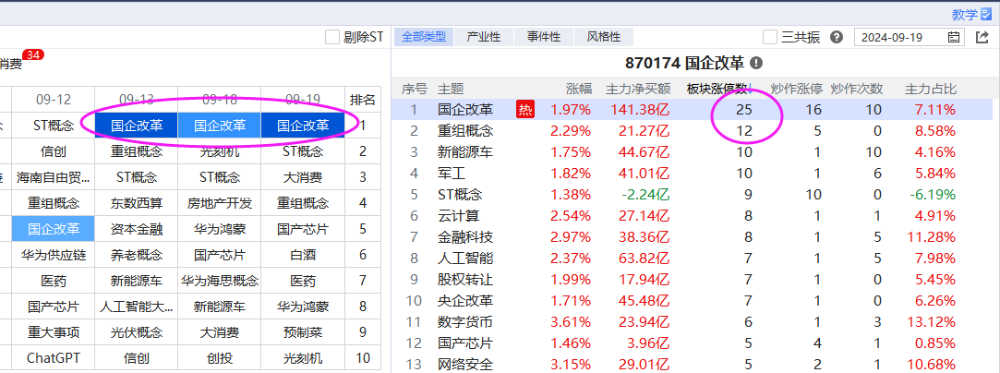 教学
剔除ST
全部类型 产业性 事件性 风格性
三共振 2024-09-19
消费 34
870174 国企改革
09-12 09-13 09-18 09-19 排名
ST概念 国企改革 国企改革 国企改革 1
信创 重组概念 光刻机 ST概念 2
海南自由贸... ST概念 ST概念 大消费 3
重组概念 东数西算 房地产开发 重组概念 4
国企改革 资本金融 华为鸿蒙 国产芯片 5
华为供应链 养老概念 国产芯片 白酒 6
医药 新能源车 华为海思概念 医药 7
国产芯片 人工智能大... 新能源车 华为鸿蒙 8
重大事项 光伏概念 大消费 预制菜 9
ChatGPT 信创 创投 光刻机 10
序号 主题 涨幅 主力净买额 板块涨停数↓ 炒作涨停 炒作次数 主力占比
1 国企改革 热 1.97% 141.38亿 25 16 10 7.11%
2 重组概念 2.29% 21.27亿 12 5 0 8.58%
3 新能源车 1.75% 44.67亿 10 1 10 4.16%
4 军工 1.82% 41.01亿 10 1 6 5.84%
5 ST概念 1.38% -2.24亿 9 10 0 -6.19%
6 云计算 2.54% 27.14亿 8 1 1 4.91%
7 金融科技 2.97% 38.36亿 8 1 5 11.28%
8 人工智能 2.37% 63.82亿 7 1 5 7.98%
9 股权转让 1.99% 17.94亿 7 1 0 5.45%
10 央企改革 1.71% 45.48亿 7 1 0 6.26%
11 数字货币 3.61% 23.94亿 6 1 3 13.12%
12 国产芯片 1.46% 3.96亿 5 4 1 0.85%
13 网络安全 3.15% 29.01亿 5 2 1 10.68%